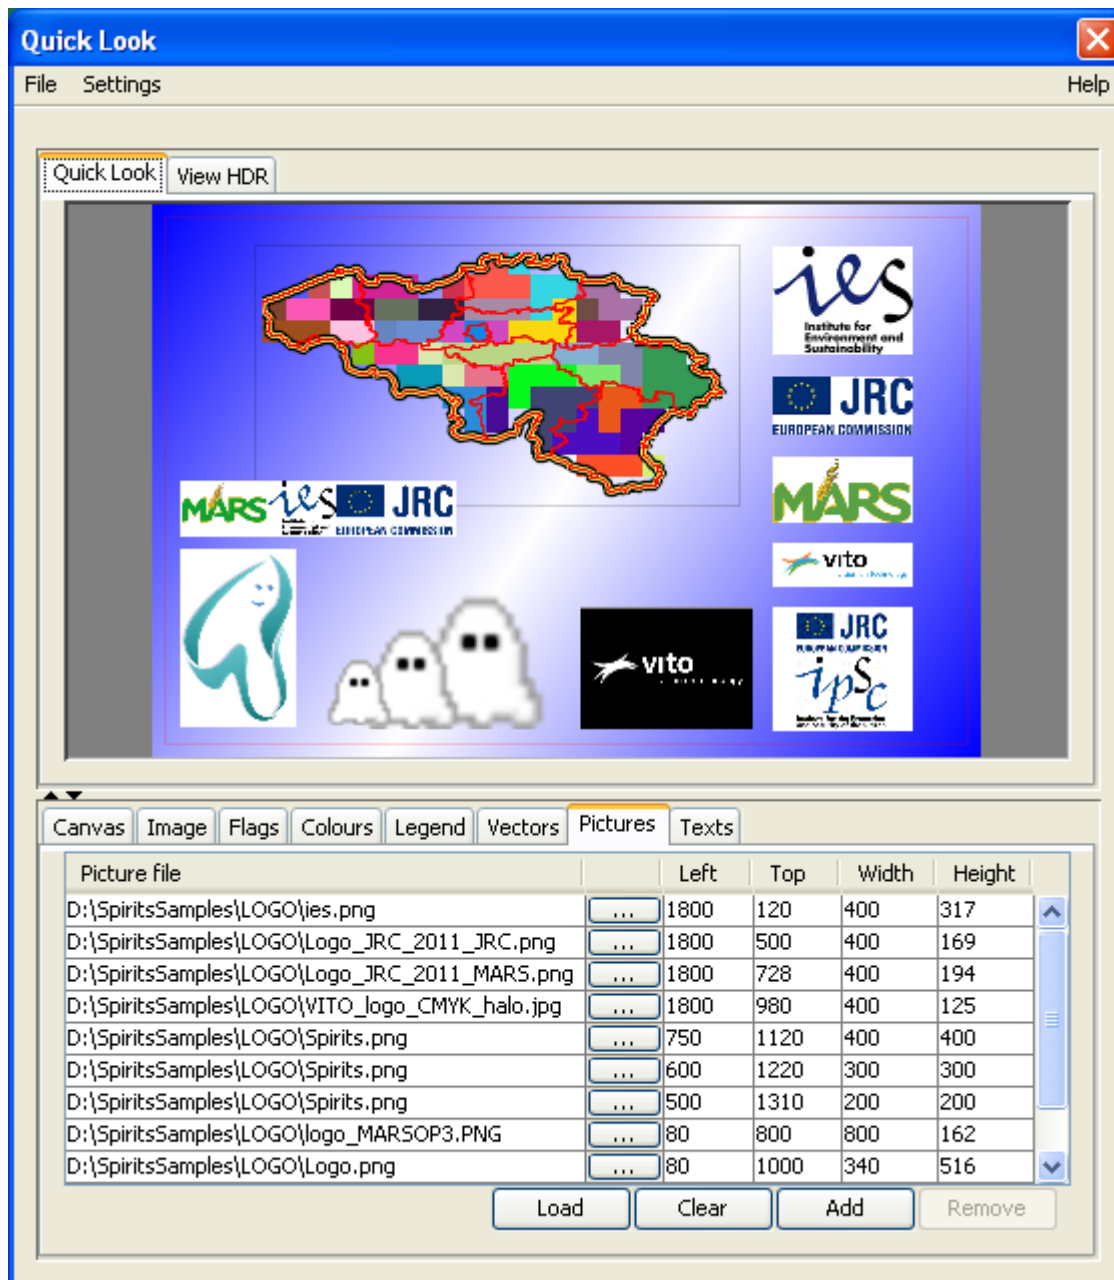 Quick Look
File Settings Help
Quick Look View HDR
ies
Institute for
Environment and
Sustainability
JRC
EUROPEAN COMMISSION
MARS ies JRC
EUROPEAN COMMISSION
MARS
vito
vito
JRC
EUROPEAN COMMISSION
ipsc
Canvas Image Flags Colours Legend Vectors Pictures Texts
Picture file Left Top Width Height
D:\SpiritsSamples\LOGO\ies.png ... 1800 120 400 317
D:\SpiritsSamples\LOGO\Logo_JRC_2011_JRC.png ... 1800 500 400 169
D:\SpiritsSamples\LOGO\Logo_JRC_2011_MARS.png ... 1800 728 400 194
D:\SpiritsSamples\LOGO\VITO_logo_CMYK_halo.jpg ... 1800 980 400 125
D:\SpiritsSamples\LOGO\Spirits.png ... 750 1120 400 400
D:\SpiritsSamples\LOGO\Spirits.png ... 600 1220 300 300
D:\SpiritsSamples\LOGO\Spirits.png ... 500 1310 200 200
D:\SpiritsSamples\LOGO\logo_MARSOP3.PNG ... 80 800 800 162
D:\SpiritsSamples\LOGO\Logo.png ... 80 1000 340 516
Load Clear Add Remove